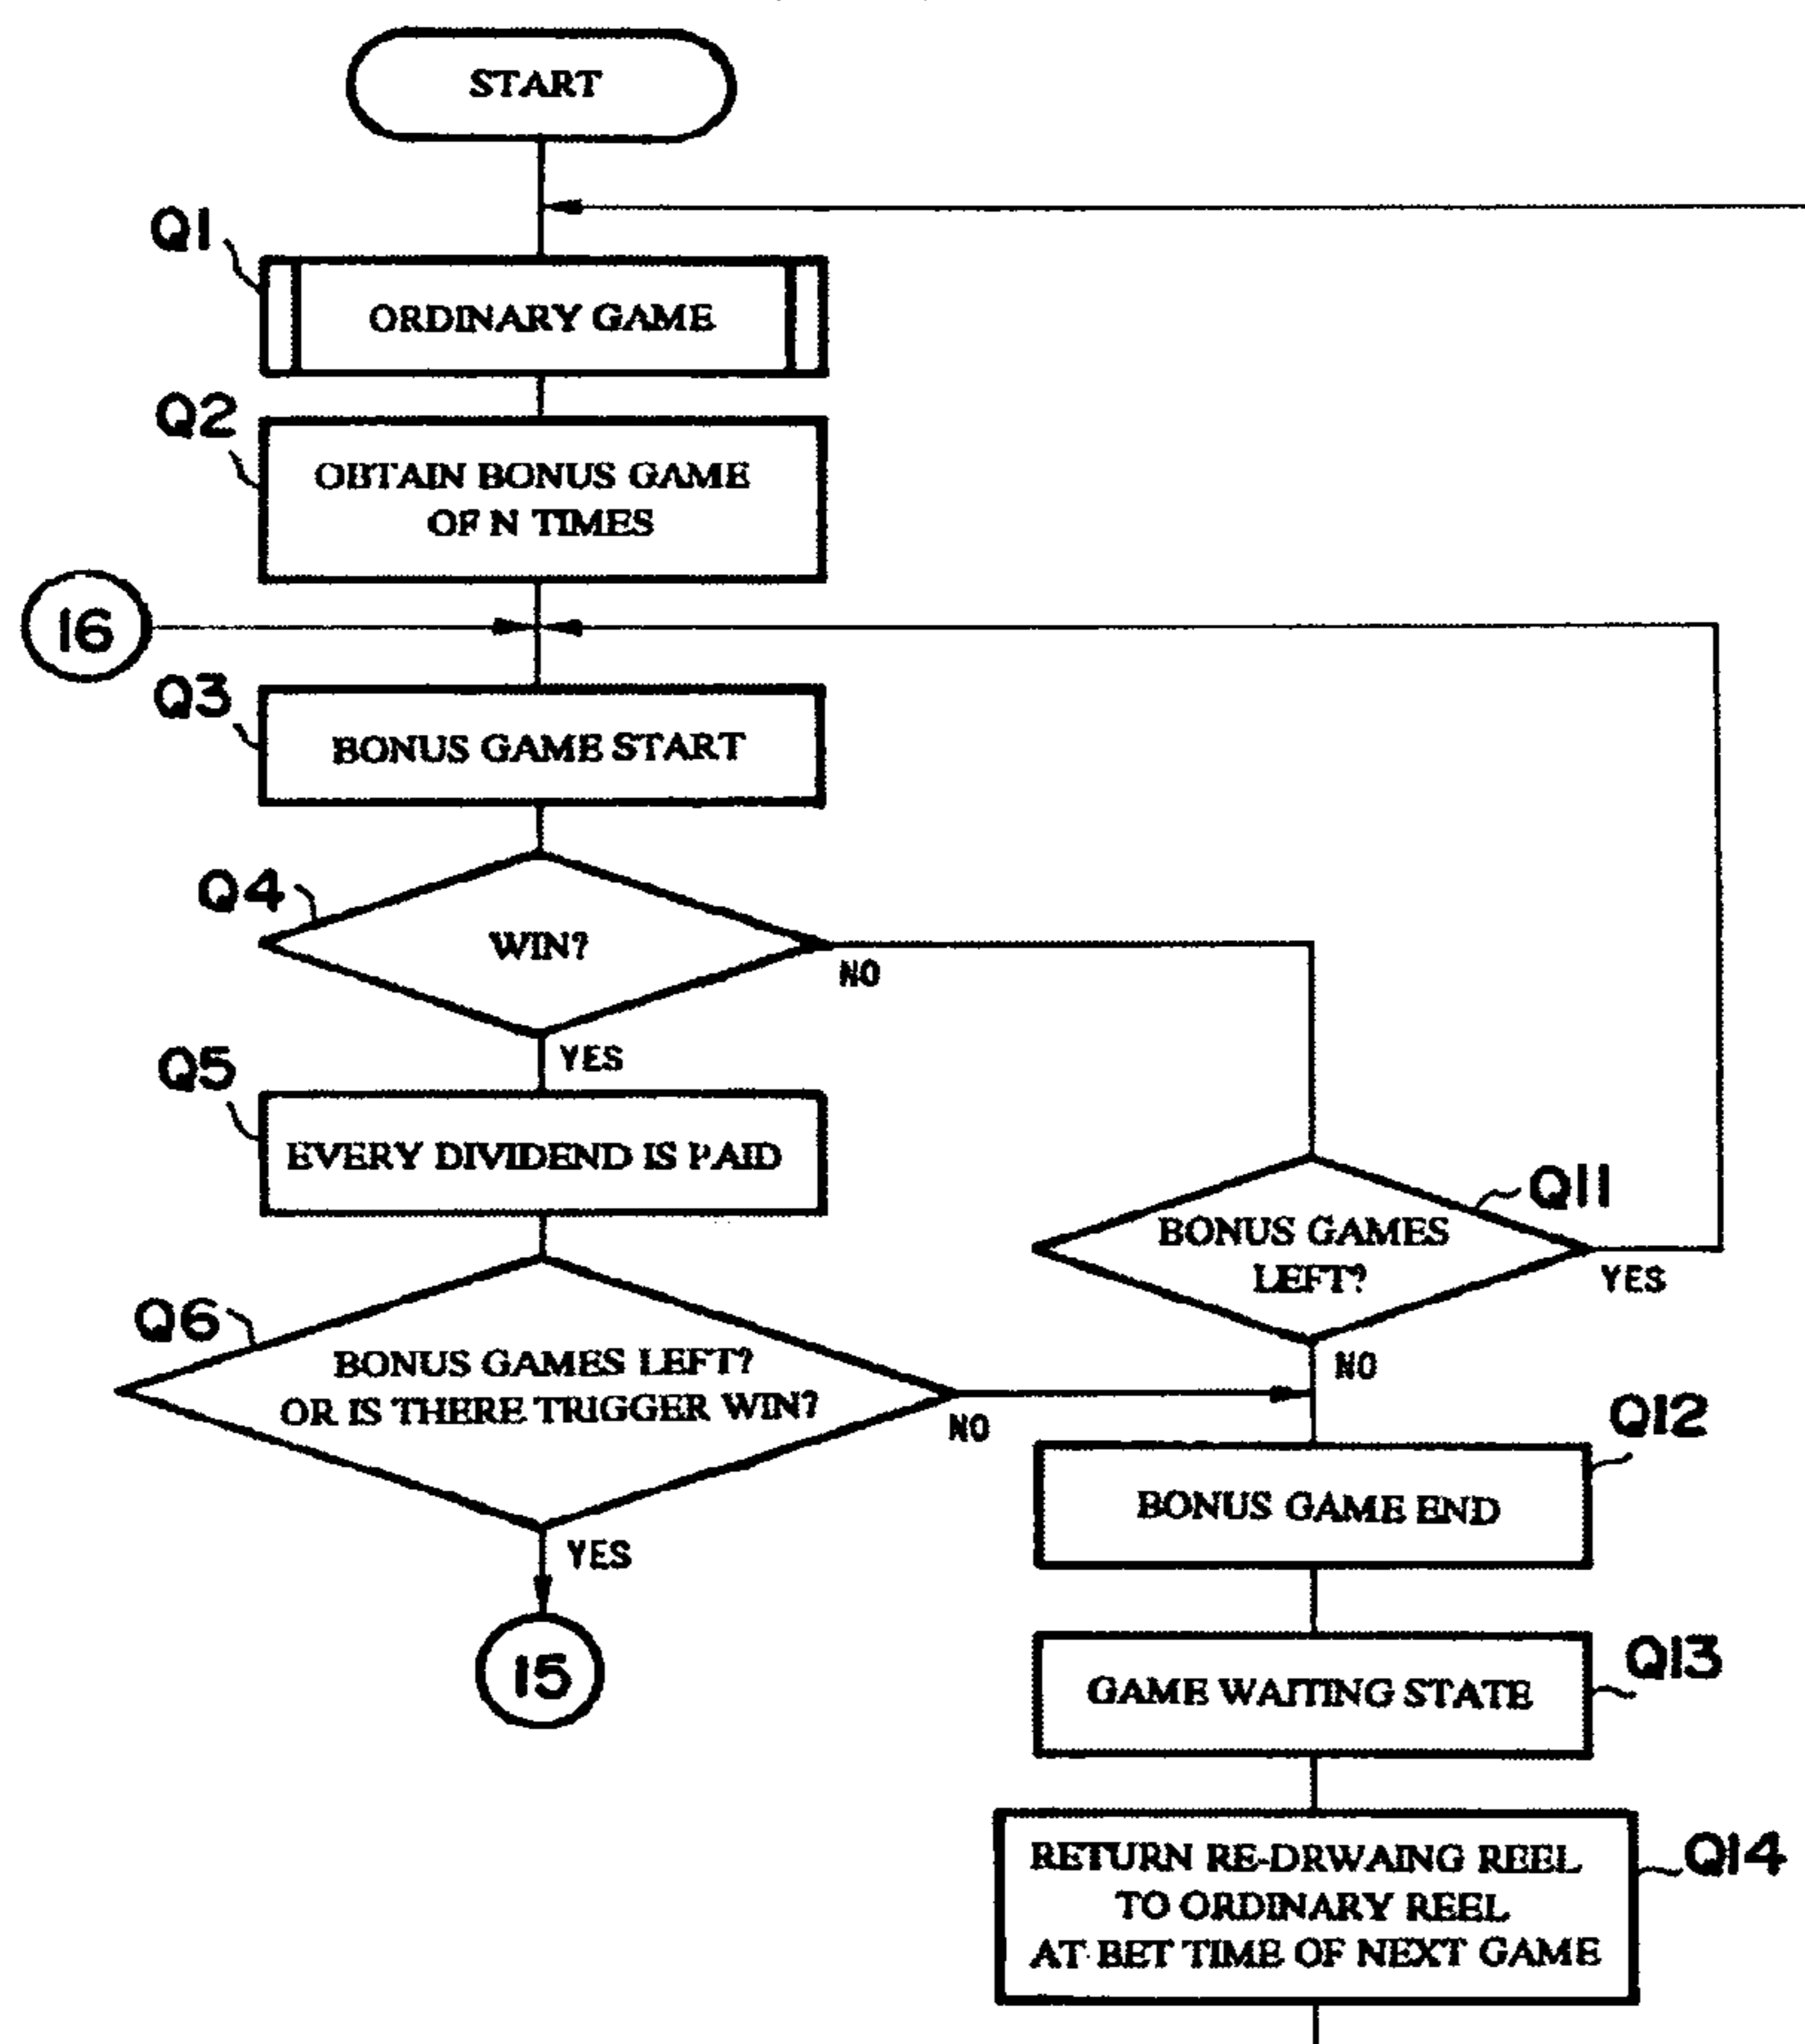 START
Q1
ORDINARY GAME
Q2
OBTAIN BONUS GAME
OF N TIMES
16
Q3
BONUS GAME START
Q4
WIN?
NO
YES
Q5
EVERY DIVIDEND IS PAID
Q11
BONUS GAMES
LEFT?
YES
NO
Q6
BONUS GAMES LEFT?
OR IS THERE TRIGGER WIN?
NO
YES
15
Q12
BONUS GAME END
Q13
GAME WAITING STATE
Q14
RETURN RE-DRWAING REEL
TO ORDINARY REEL
AT BET TIME OF NEXT GAME